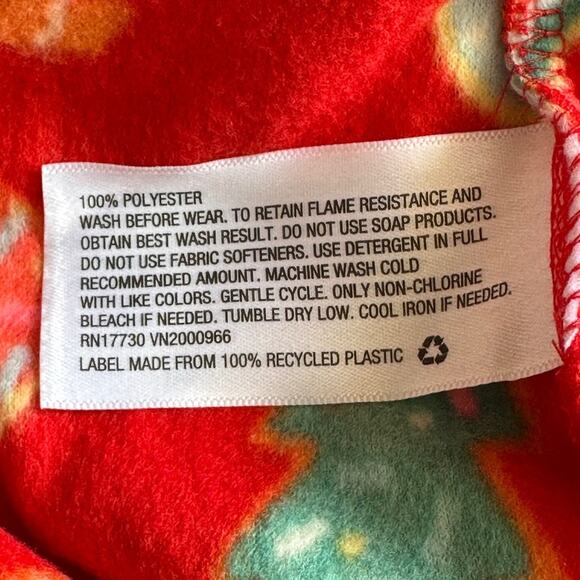 100% POLYESTER
WASH BEFORE WEAR. TO RETAIN FLAME RESISTANCE AND
OBTAIN BEST WASH RESULT. DO NOT USE SOAP PRODUCTS.
DO NOT USE FABRIC SOFTENERS. USE DETERGENT IN FULL
RECOMMENDED AMOUNT. MACHINE WASH COLD
WITH LIKE COLORS. GENTLE CYCLE. ONLY NON-CHLORINE
BLEACH IF NEEDED. TUMBLE DRY LOW. COOL IRON IF NEEDED.
RN17730 VN2000966
LABEL MADE FROM 100% RECYCLED PLASTIC